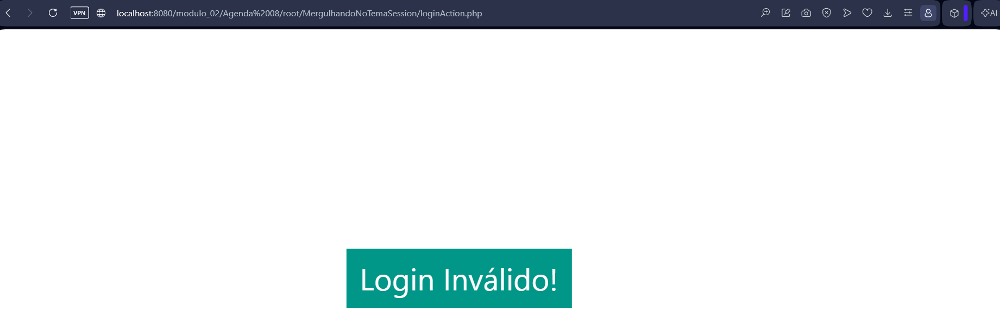 VPN localhost:8080/modulo_02/Agenda%2008/root/MergulhandoNoTemaSession/loginAction.php AI
Login Inválido!